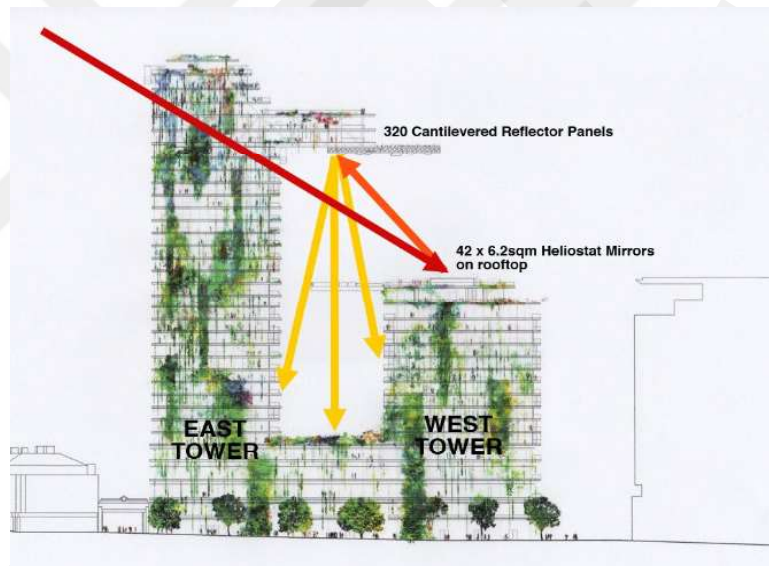 320 Cantilevered Reflector Panels
42 x 6.2sqm Heliostat Mirrors
on rooftop
EAST
TOWER
WEST
TOWER